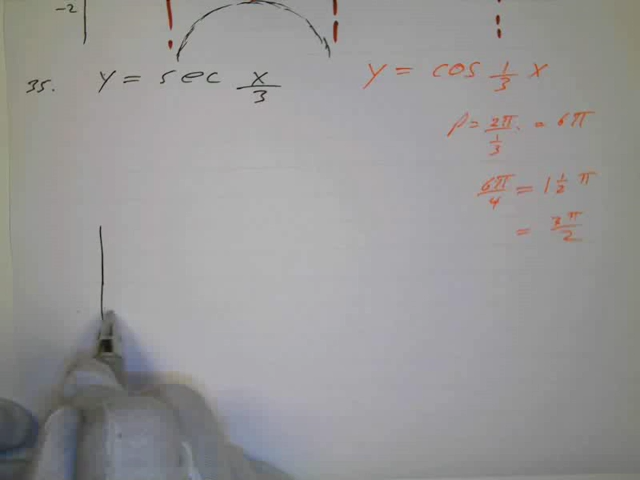 -2
35. y = sec x/3
y = cos 1/3 x
P = 2π/(1/3) = 6π
6π/4 = 1 1/2 π
= 3π/2